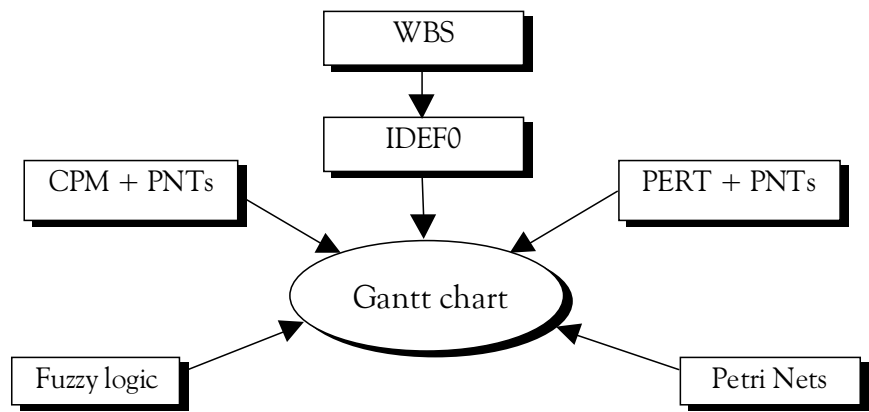 WBS
IDEF0
CPM + PNTs
PERT + PNTs
Gantt chart
Fuzzy logic
Petri Nets